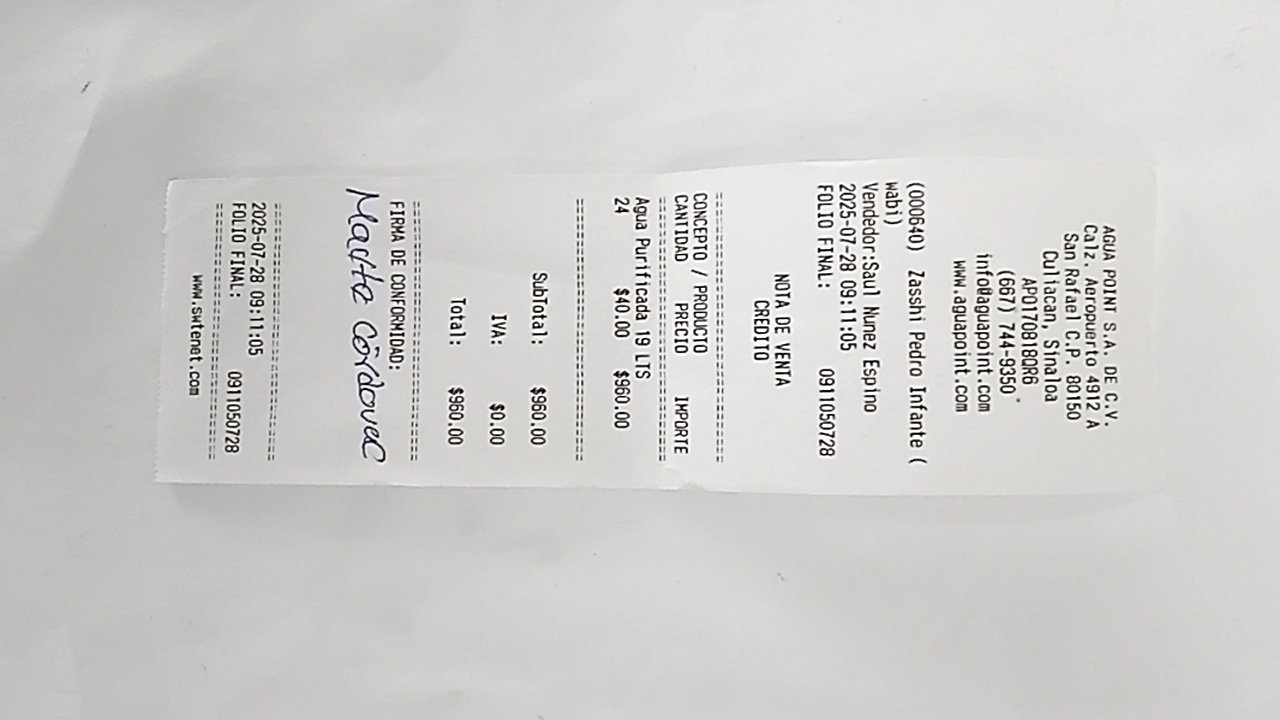 AGUA POINT S.A. DE C.V.
Calz. Aeropuerto 4912 A
San Rafael C.P. 80150
Culiacan, Sinaloa
APO170818QR6
(667) 744-9350
info@aguapoint.com
www.aguapoint.com
((000640) Zasshi Pedro Infante (
wabi)
Vendedor:Saul Nunez Espino
2025-07-28 09:11:05
FOLIO FINAL: 0911050728
NOTA DE VENTA
CREDITO
CONCEPTO / PRODUCTO
CANTIDAD PRECIO IMPORTE
Agua Purificada 19 LTS
24 $40.00 $960.00
SubTotal: $960.00
IVA: $0.00
Total: $960.00
FIRMA DE CONFORMIDAD:
Córdova
2025-07-28 09:11:05
FOLIO FINAL: 0911050728
www.swtenet.com